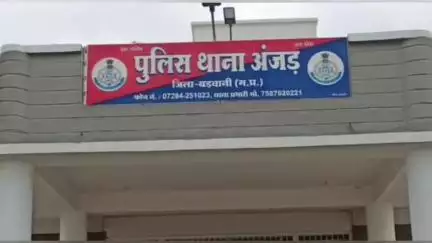 पुलिस थाना अंजड़
जिला-बड़वानी (म.प्र.)
फोन नं. : 07284-251023, थाना प्रभारी मो. 7587620221